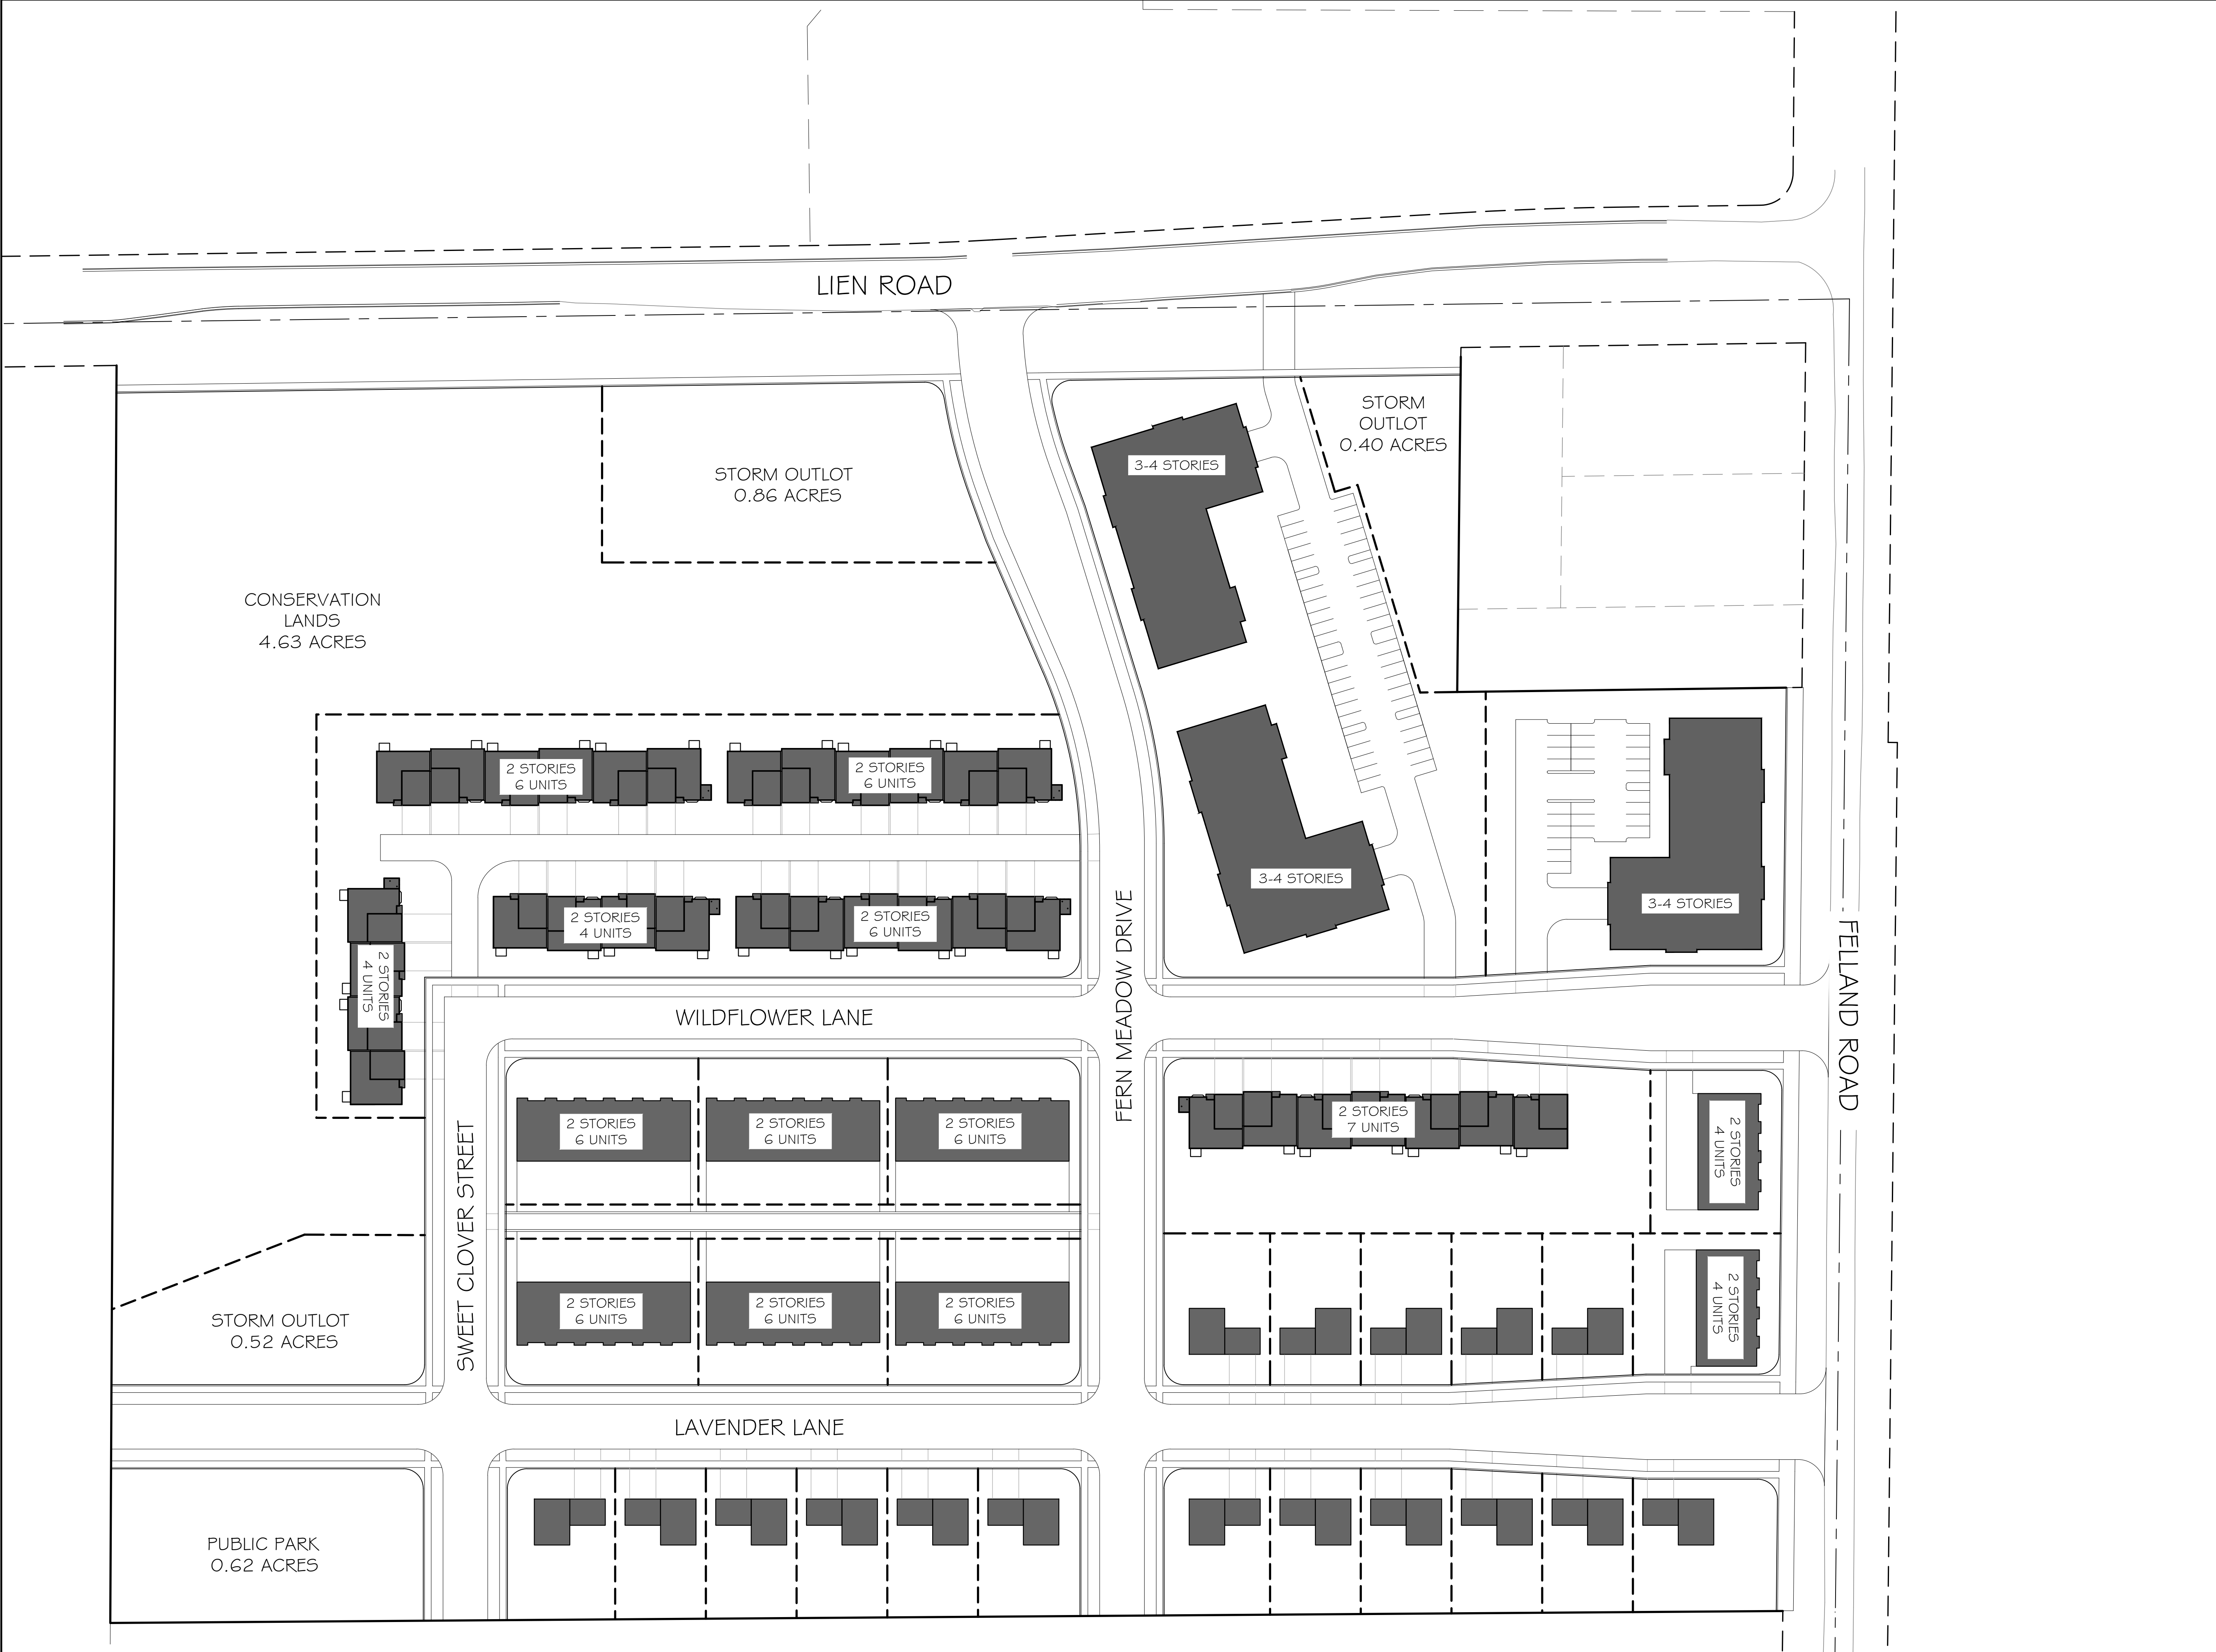 LIEN ROAD
STORM
OUTLOT
0.40 ACRES
3-4 STORIES
STORM OUTLOT
0.86 ACRES
CONSERVATION
LANDS
4.63 ACRES
2 STORIES
6 UNITS
2 STORIES
6 UNITS
3-4 STORIES
3-4 STORIES
2 STORIES
4 UNITS
2 STORIES
6 UNITS
2 STORIES
4 UNITS
FERN MEADOW DRIVE
FELLAND ROAD
WILDFLOWER LANE
2 STORIES
6 UNITS
2 STORIES
6 UNITS
2 STORIES
6 UNITS
2 STORIES
7 UNITS
2 STORIES
4 UNITS
SWEET CLOVER STREET
2 STORIES
6 UNITS
2 STORIES
6 UNITS
2 STORIES
6 UNITS
2 STORIES
4 UNITS
STORM OUTLOT
0.52 ACRES
LAVENDER LANE
PUBLIC PARK
0.62 ACRES